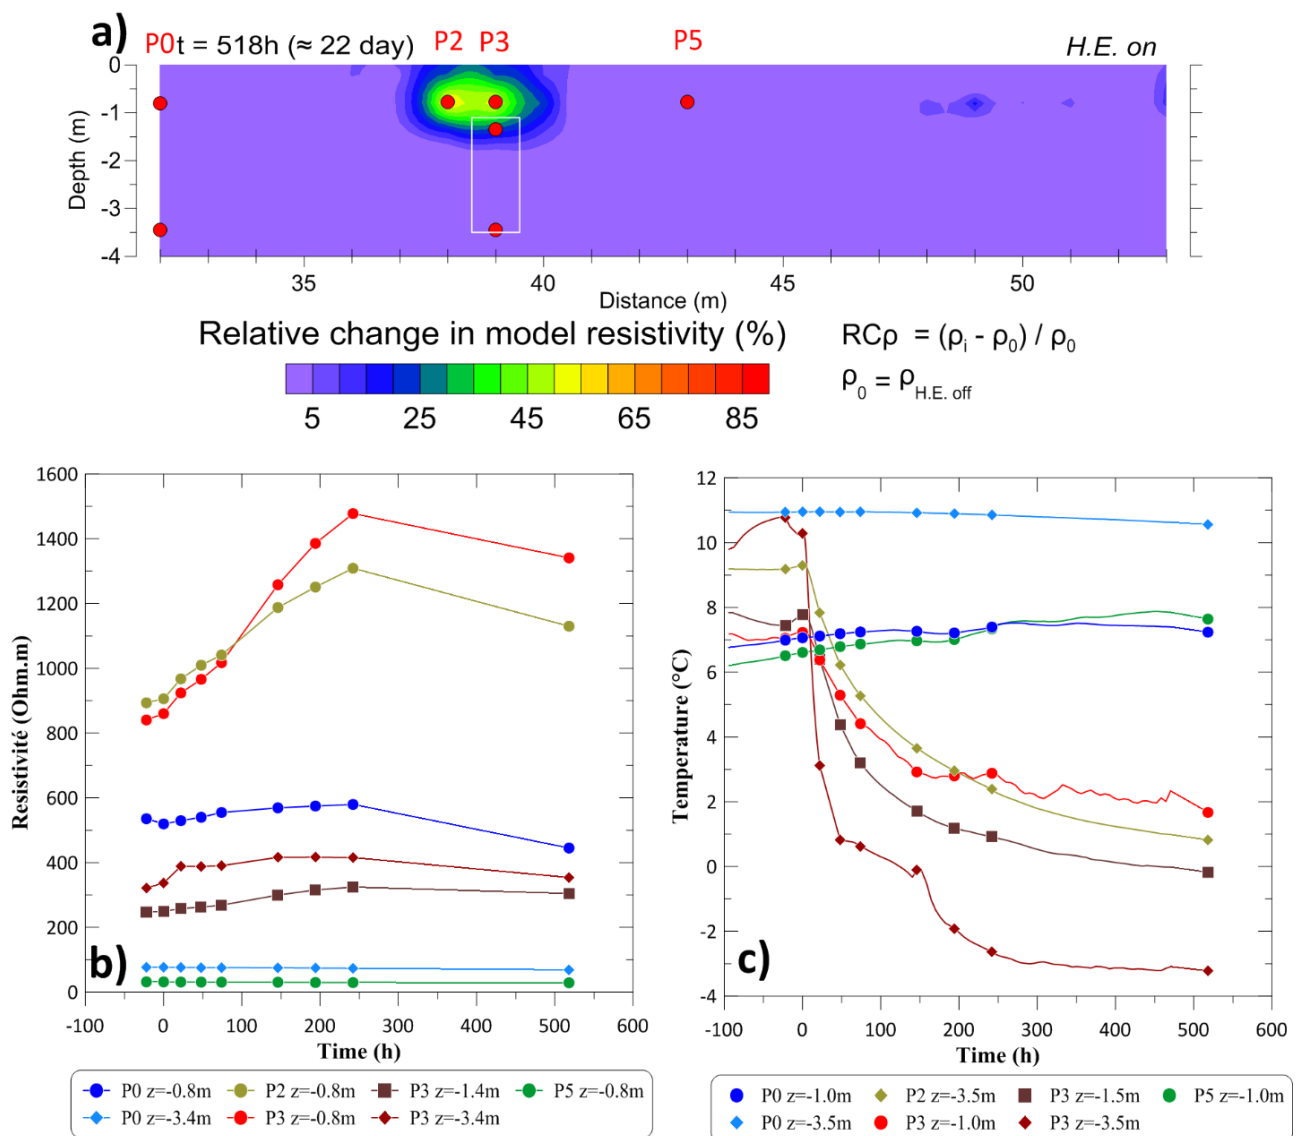 a)
P0 t = 518h (≈ 22 day) P2 P3 P5 H.E. on
0
-1
-2
-3
-4
Depth (m)
35 40 45 50
Distance (m)
Relative change in model resistivity (%)
5 25 45 65 85
RCρ = (ρi - ρ0) / ρ0
ρ0 = ρH.E. off
1600
1400
1200
1000
800
600
400
200
0
Resistivité (Ohm.m)
b)
-100 0 100 200 300 400 500 600
Time (h)
P0 z=-0.8m P2 z=-0.8m P3 z=-1.4m P5 z=-0.8m
P0 z=-3.4m P3 z=-0.8m P3 z=-3.4m
12
10
8
6
4
2
0
-2
-4
Temperature (°C)
c)
-100 0 100 200 300 400 500 600
Time (h)
P0 z=-1.0m P2 z=-3.5m P3 z=-1.5m P5 z=-1.0m
P0 z=-3.5m P3 z=-1.0m P3 z=-3.5m